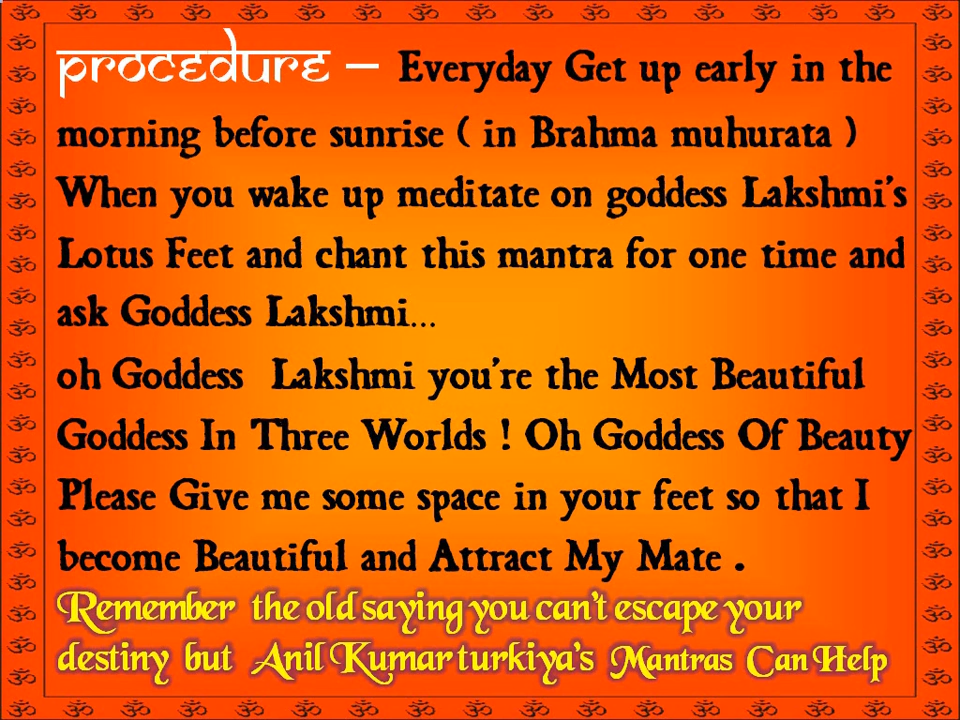 PROCEDURE – Everyday Get up early in the
morning before sunrise ( in Brahma muhurata )
When you wake up meditate on goddess Lakshmi's
Lotus Feet and chant this mantra for one time and
ask Goddess Lakshmi...
oh Goddess Lakshmi you're the Most Beautiful
Goddess In Three Worlds ! Oh Goddess Of Beauty
Please Give me some space in your feet so that I
become Beautiful and Attract My Mate .
Remember the old saying you can't escape your
destiny but Anil Kumar turkiya's Mantras Can Help